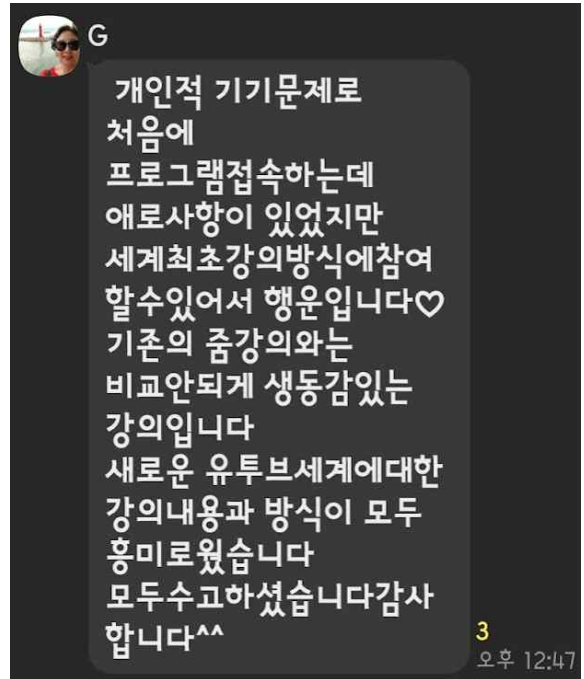 G
개인적 기기문제로
처음에
프로그램접속하는데
애로사항이 있었지만
세계최초강의방식에참여
할수있어서 행운입니다♡
기존의 줌강의와는
비교안되게 생동감있는
강의입니다
새로운 유투브세계에대한
강의내용과 방식이 모두
흥미로웠습니다
모두수고하셨습니다감사
합니다^^
3
오후 12:47